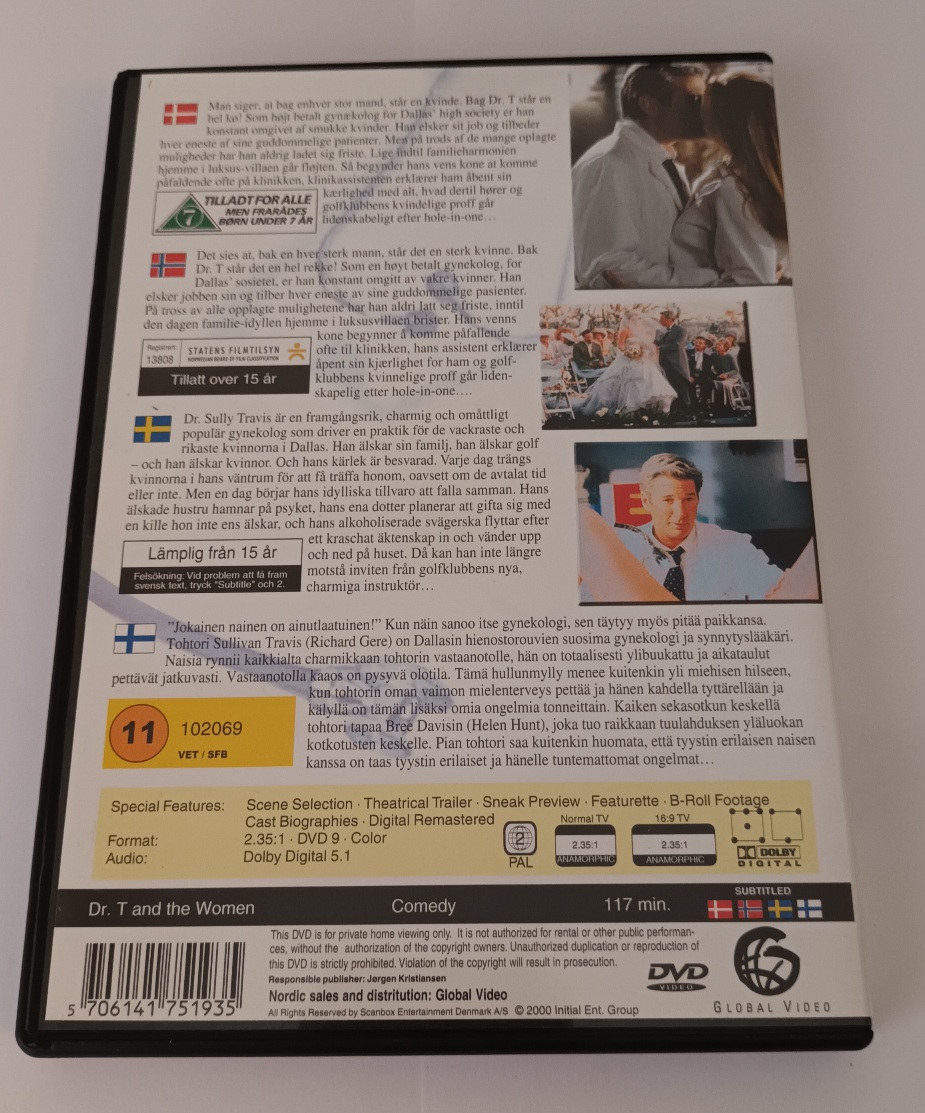 Man siger, at bag enhver stor mand, står en kvinde. Bag Dr. T står en
hel kø! Som højt betalt gynækolog for Dallas' high society er han
konstant omgivet af smukke kvinder. Han elsker sit job og tilbeder
hver eneste af sine guddommelige patienter. Men på trods af de mange oplagte
muligheder har han aldrig ladet sig friste. Lige indtil familieharmonien
hjemme i luksus-villaen går fløjten. Så begynder hans vens kone at komme
påfaldende ofte på klinikken, klinikassistenten erklærer ham åbent sin
kærlighed med alt, hvad dertil hører og
golfklubbens kvindelige proff går
lidenskabeligt efter hole-in-one…
7
TILLADT FOR ALLE
MEN FRARÅDES
BØRN UNDER 7 ÅR
Det sies at, bak en hver sterk mann, står det en sterk kvinne. Bak
Dr. T står det en hel rekke! Som en høyt betalt gynekolog, for
Dallas' sosietet, er han konstant omgitt av vakre kvinner. Han
elsker jobben sin og tilber hver eneste av sine guddommelige pasienter.
På tross av alle opplagte mulighetene har han aldri latt seg friste, inntil
den dagen familie-idyllen hjemme i luksusvillaen brister. Hans venns
kone begynner å komme påfallende
ofte til klinikken, hans assistent erklærer
åpent sin kjærlighet for ham og golf-
klubbens kvinnelige proff går liden-
skapelig etter hole-in-one….
Registrert:
13808
STATENS FILMTILSYN
NORWEGIAN BOARD OF FILM CLASSIFICATION
Tillatt over 15 år
Dr. Sully Travis är en framgångsrik, charmig och omåttligt
populär gynekolog som driver en praktik för de vackraste och
rikaste kvinnorna i Dallas. Han älskar sin familj, han älskar golf
– och han älskar kvinnor. Och hans kärlek är besvarad. Varje dag trängs
kvinnorna i hans väntrum för att få träffa honom, oavsett om de avtalat tid
eller inte. Men en dag börjar hans idylliska tillvaro att falla samman. Hans
älskade hustru hamnar på psyket, hans ena dotter planerar att gifta sig med
en kille hon inte ens älskar, och hans alkoholiserade svägerska flyttar efter
ett kraschat äktenskap in och vänder upp
och ned på huset. Då kan han inte längre
motstå inviten från golfklubbens nya,
charmiga instruktör…
Lämplig från 15 år
Felsökning: Vid problem att få fram
svensk text, tryck "Subtitle" och 2.
"Jokainen nainen on ainutlaatuinen!" Kun näin sanoo itse gynekologi, sen täytyy myös pitää paikkansa.
Tohtori Sullivan Travis (Richard Gere) on Dallasin hienostorouvien suosima gynekologi ja synnytyslääkäri.
Naisia rynnii kaikkialta charmikkaan tohtorin vastaanotolle, hän on totaalisesti ylibuukattu ja aikataulut
pettävät jatkuvasti. Vastaanotolla kaaos on pysyvä olotila. Tämä hullunmylly menee kuitenkin yli miehisen hilseen,
kun tohtorin oman vaimon mielenterveys pettää ja hänen kahdella tyttärellään ja
kälyllä on tämän lisäksi omia ongelmia tonneittain. Kaiken sekasotkun keskellä
tohtori tapaa Bree Davisin (Helen Hunt), joka tuo raikkaan tuulahduksen yläluokan
kotkotusten keskelle. Pian tohtori saa kuitenkin huomata, että tyystin erilaisen naisen
kanssa on taas tyystin erilaiset ja hänelle tuntemattomat ongelmat…
11
102069
VET / SFB
Special Features: Scene Selection · Theatrical Trailer · Sneak Preview · Featurette · B-Roll Footage
Cast Biographies · Digital Remastered
Format: 2.35:1 · DVD 9 · Color
Audio: Dolby Digital 5.1
2
PAL
Normal TV
2.35:1
ANAMORPHIC
16:9 TV
2.35:1
ANAMORPHIC
DOLBY
DIGITAL
Dr. T and the Women Comedy 117 min.
SUBTITLED
This DVD is for private home viewing only. It is not authorized for rental or other public performan-
ces, without the authorization of the copyright owners. Unauthorized duplication or reproduction of
this DVD is strictly prohibited. Violation of the copyright will result in prosecution.
Responsible publisher: Jørgen Kristiansen
Nordic sales and distrition: Global Video
All Rights Reserved by Scanbox Entertainment Denmark A/S © 2000 Initial Ent. Group
5 706141 751935
DVD
VIDEO
GLOBAL VIDEO